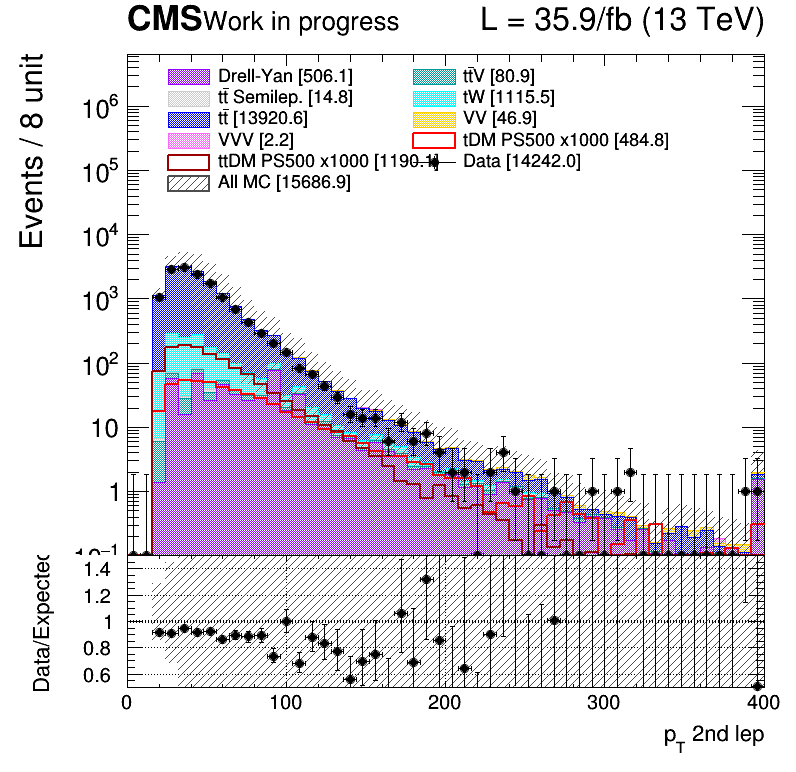 CMS Work in progress L = 35.9/fb (13 TeV)
Events / 8 unit
Drell-Yan [506.1] tt̄V [80.9]
tt̄ Semilep. [14.8] tW [1115.5]
tt̄ [13920.6] VV [46.9]
VVV [2.2] tDM PS500 x1000 [484.8]
ttDM PS500 x1000 [1190.1] Data [14242.0]
All MC [15686.9]
10⁶
10⁵
10⁴
10³
10²
10
1
10⁻¹
Data/Expected
1.4
1.2
1
0.8
0.6
0 100 200 300 400
p_T 2nd lep